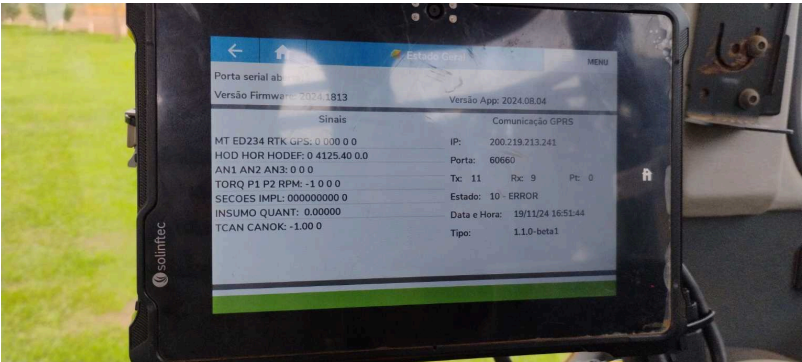 Estado Geral
MENU
Porta serial ab
Versão Firmware: 2024.1813
Versão App: 2024.08.04
Sinais
MT ED234 RTK GPS: 0 000 0 0
HOD HOR HODEF: 0 4125.40 0.0
AN1 AN2 AN3: 0 0 0
TORQ P1 P2 RPM: -1 0 0 0
SECOES IMPL: 000000000 0
INSUMO QUANT: 0.00000
TCAN CANOK: -1.00 0
Comunicação GPRS
IP: 200.219.213.241
Porta: 60660
Tx: 11 Rx: 9 Pt: 0
Estado: 10 - ERROR
Data e Hora: 19/11/24 16:51:44
Tipo: 1.1.0-beta1
solinftec